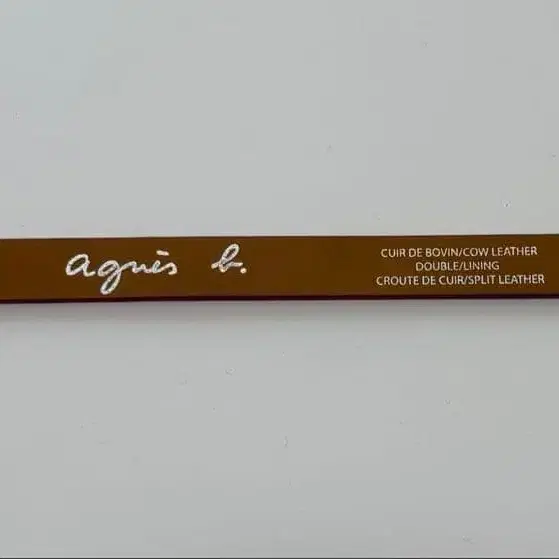 agnès b.
CUIR DE BOVIN/COW LEATHER
DOUBLE/LINING
CROUTE DE CUIR/SPLIT LEATHER